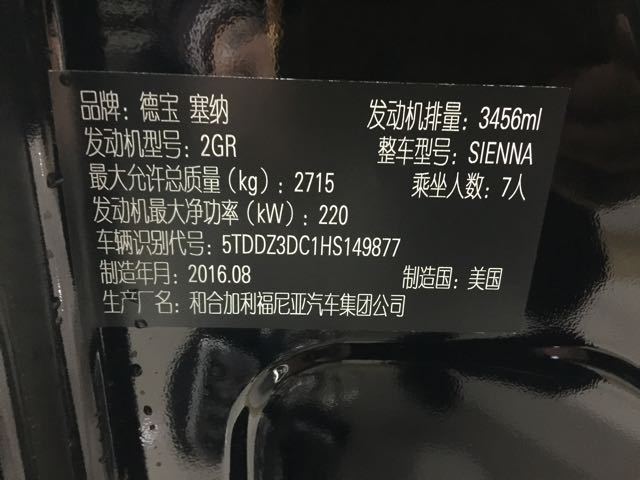 品牌：德宝 塞纳 发动机排量：3456ml
发动机型号：2GR 整车型号：SIENNA
最大允许总质量（kg）：2715 乘坐人数：7人
发动机最大净功率（kW）：220
车辆识别代号：5TDDZ3DC1HS149877
制造年月：2016.08 制造国：美国
生产厂名：和合加利福尼亚汽车集团公司